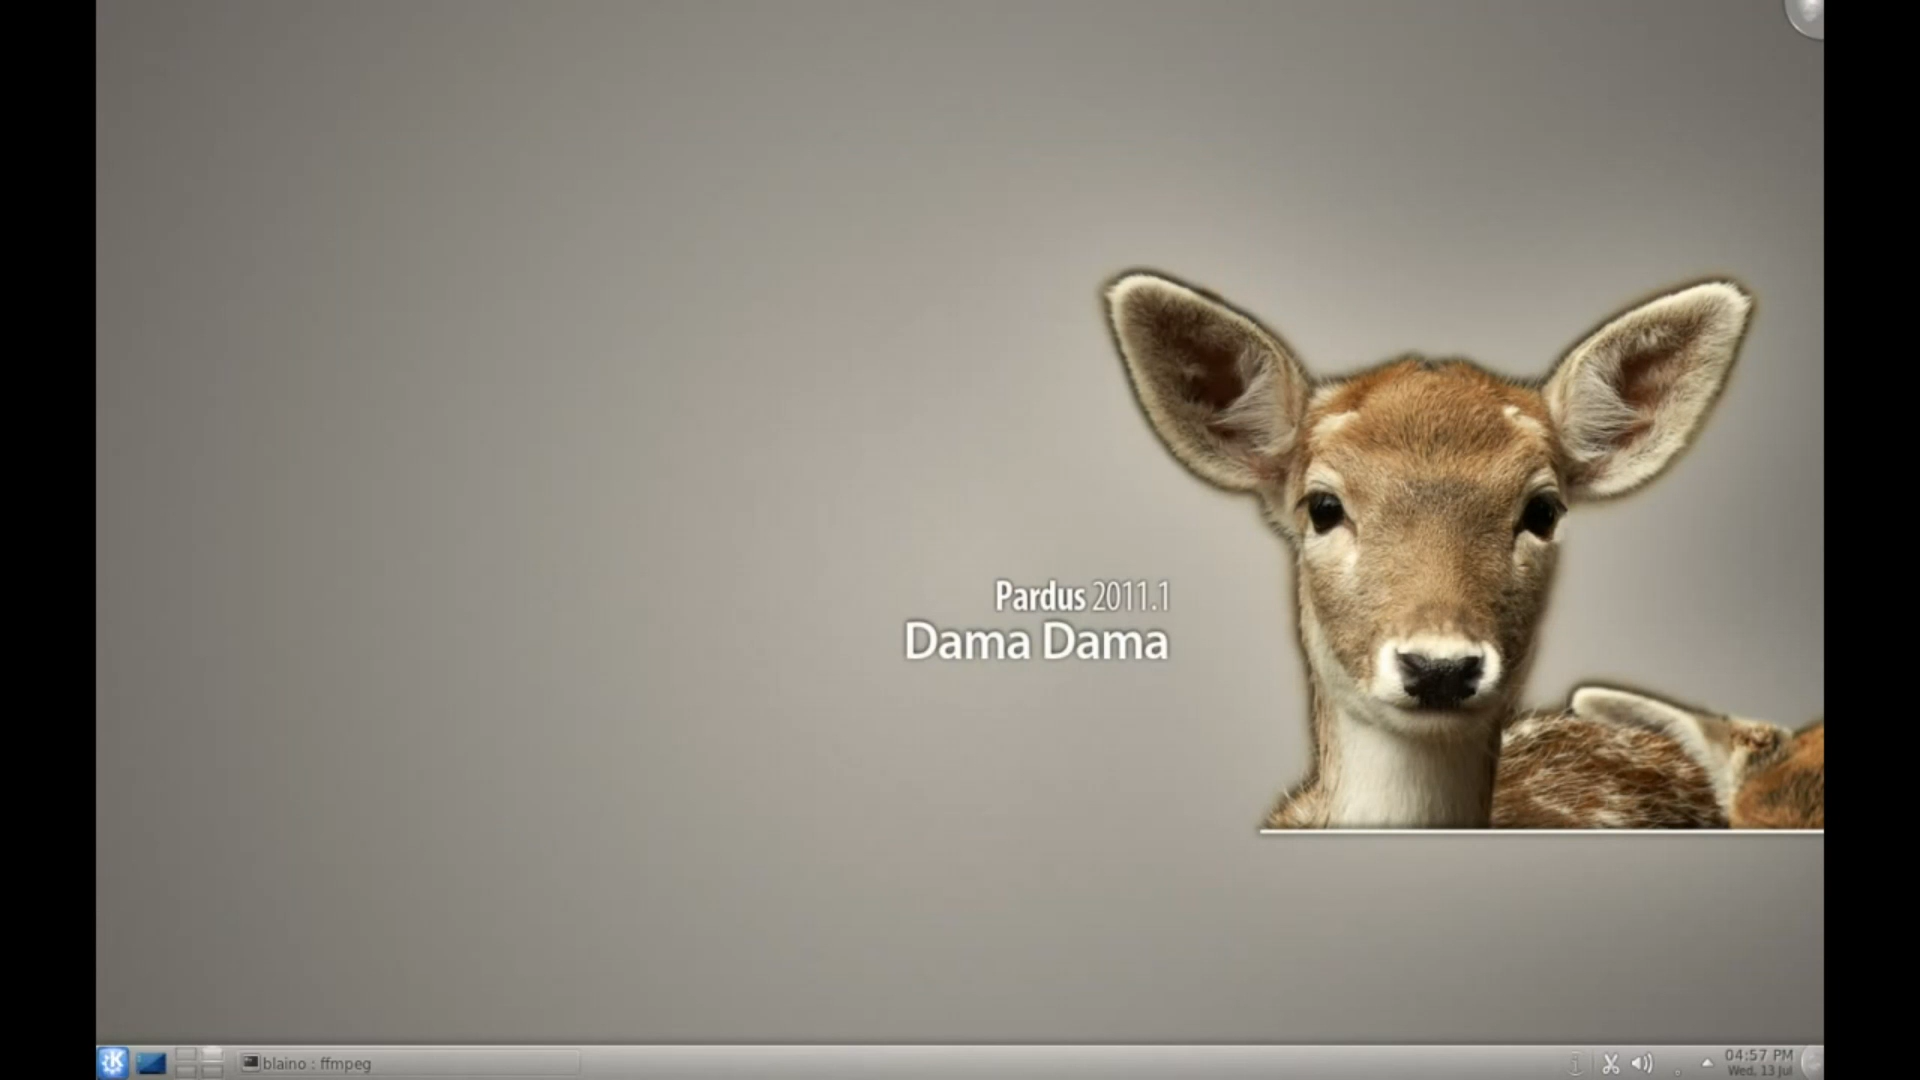 Pardus 2011.1
Dama Dama
blaino : ffmpeg
04:57 PM
Wed, 13 Jul